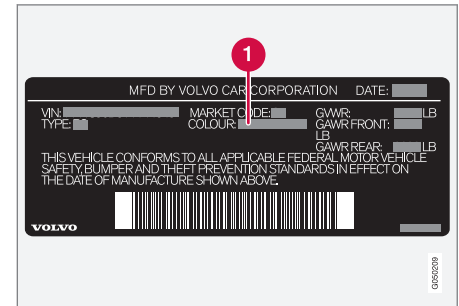 1
MFD BY VOLVO CAR CORPORATION DATE:
VIN: MARKET CODE: GVWR: LB
TYPE: COLOUR: GAWR FRONT:
LB
GAWR REAR: LB
THIS VEHICLE CONFORMS TO ALL APPLICABLE FEDERAL MOTOR VEHICLE
SAFETY, BUMPER AND THEFT PREVENTION STANDARDS IN EFFECT ON
THE DATE OF MANUFACTURE SHOWN ABOVE.
VOLVO
G050209